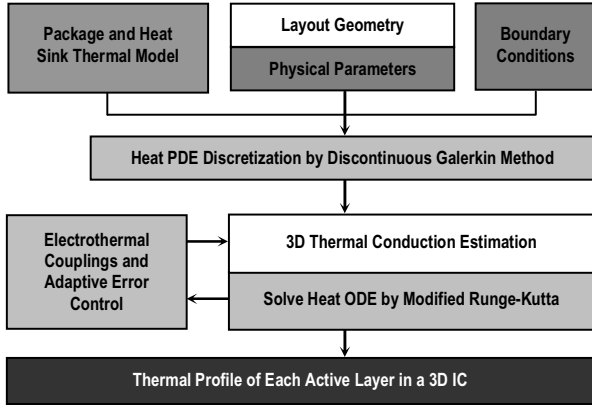 Package and Heat
Sink Thermal Model
Layout Geometry
Physical Parameters
Boundary
Conditions
Heat PDE Discretization by Discontinuous Galerkin Method
Electrothermal
Couplings and
Adaptive Error
Control
3D Thermal Conduction Estimation
Solve Heat ODE by Modified Runge-Kutta
Thermal Profile of Each Active Layer in a 3D IC